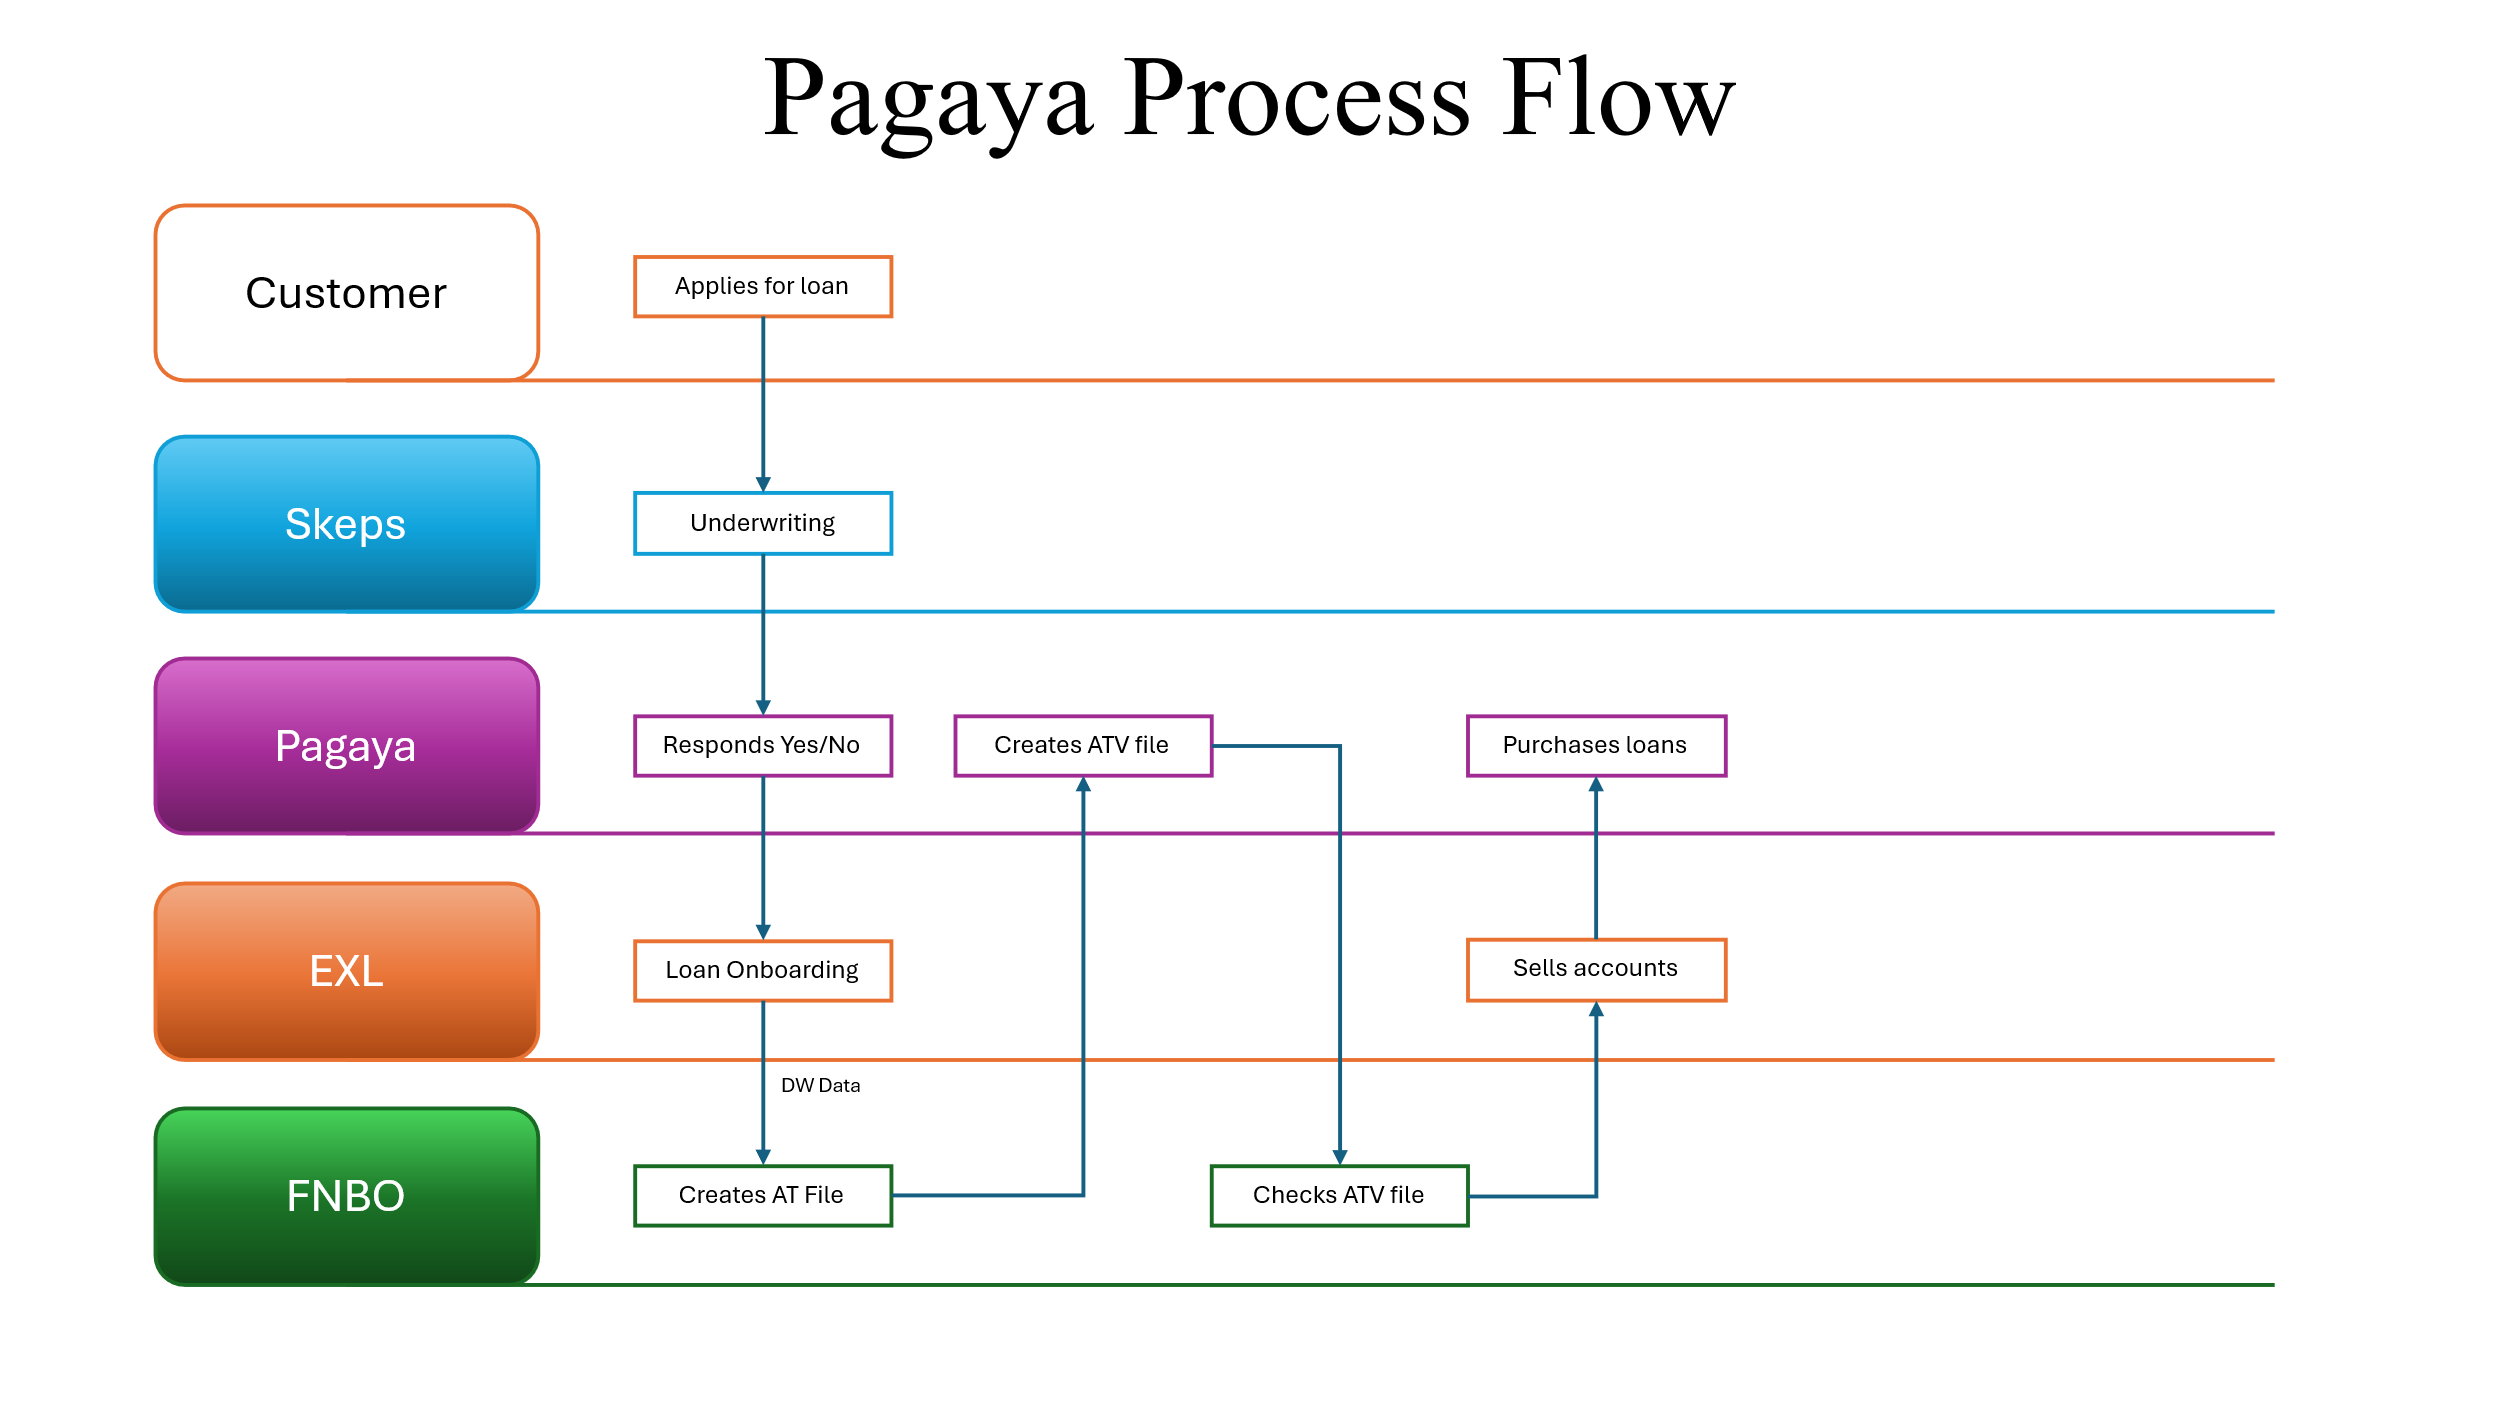 Pagaya Process Flow
Customer
Applies for loan
Skeps
Underwriting
Pagaya
Responds Yes/No
Creates ATV file
Purchases loans
EXL
Loan Onboarding
Sells accounts
DW Data
FNBO
Creates AT File
Checks ATV file